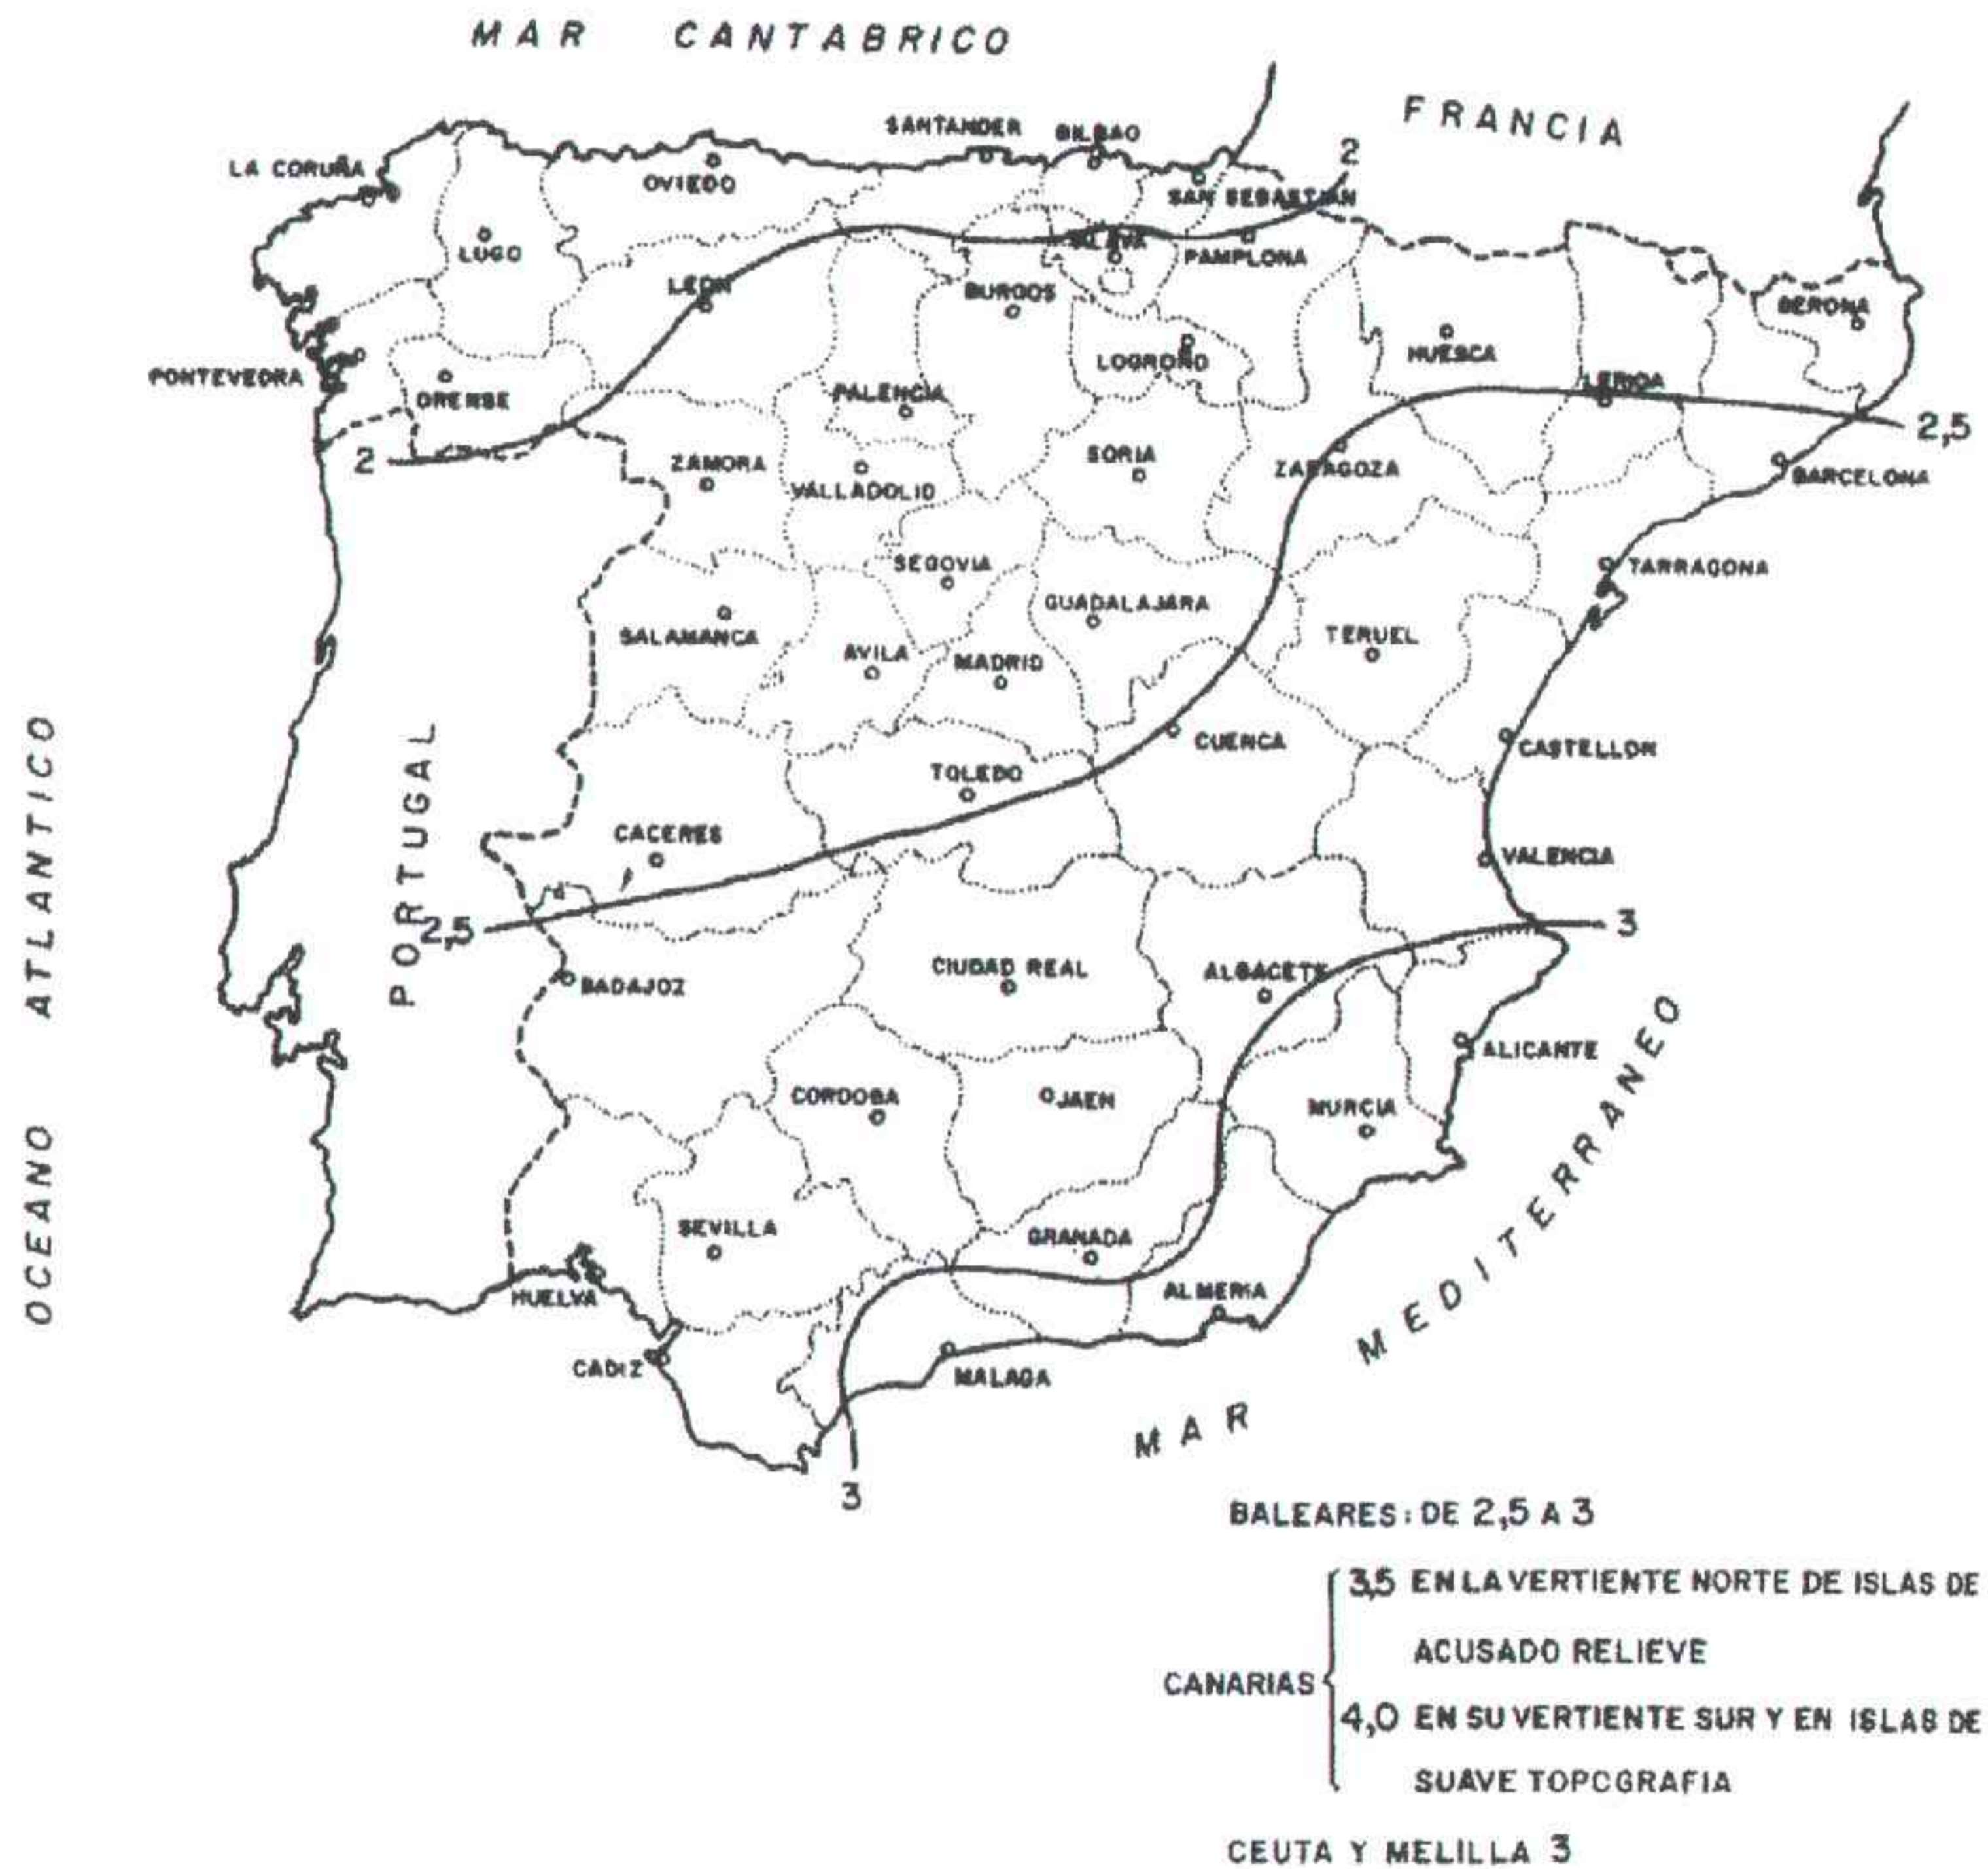 MAR CANTABRICO
FRANCIA
SANTANDER
BILBAO
LA CORUÑA
OVIEDO
SAN SEBASTIAN
2
LUGO
PAMPLONA
LEON
BURGOS
GERONA
LOGROÑO
HUESCA
PONTEVEDRA
ORENSE
PALENCIA
LERIDA
2,5
2
ZAMORA
SORIA
ZARAGOZA
BARCELONA
VALLADOLID
SEGOVIA
TARRAGONA
GUADALAJARA
SALAMANCA
TERUEL
AVILA
MADRID
CUENCA
CASTELLON
TOLEDO
PORTUGAL
CACERES
VALENCIA
2,5
3
CIUDAD REAL
ALBACETE
BADAJOZ
ALICANTE
CORDOBA
JAEN
MURCIA
OCEANO ATLANTICO
SEVILLA
GRANADA
HUELVA
ALMERIA
CADIZ
MALAGA
MAR MEDITERRANEO
3
BALEARES: DE 2,5 A 3
CANARIAS
3,5 EN LA VERTIENTE NORTE DE ISLAS DE
ACUSADO RELIEVE
4,0 EN SU VERTIENTE SUR Y EN ISLAS DE
SUAVE TOPOGRAFIA
CEUTA Y MELILLA 3